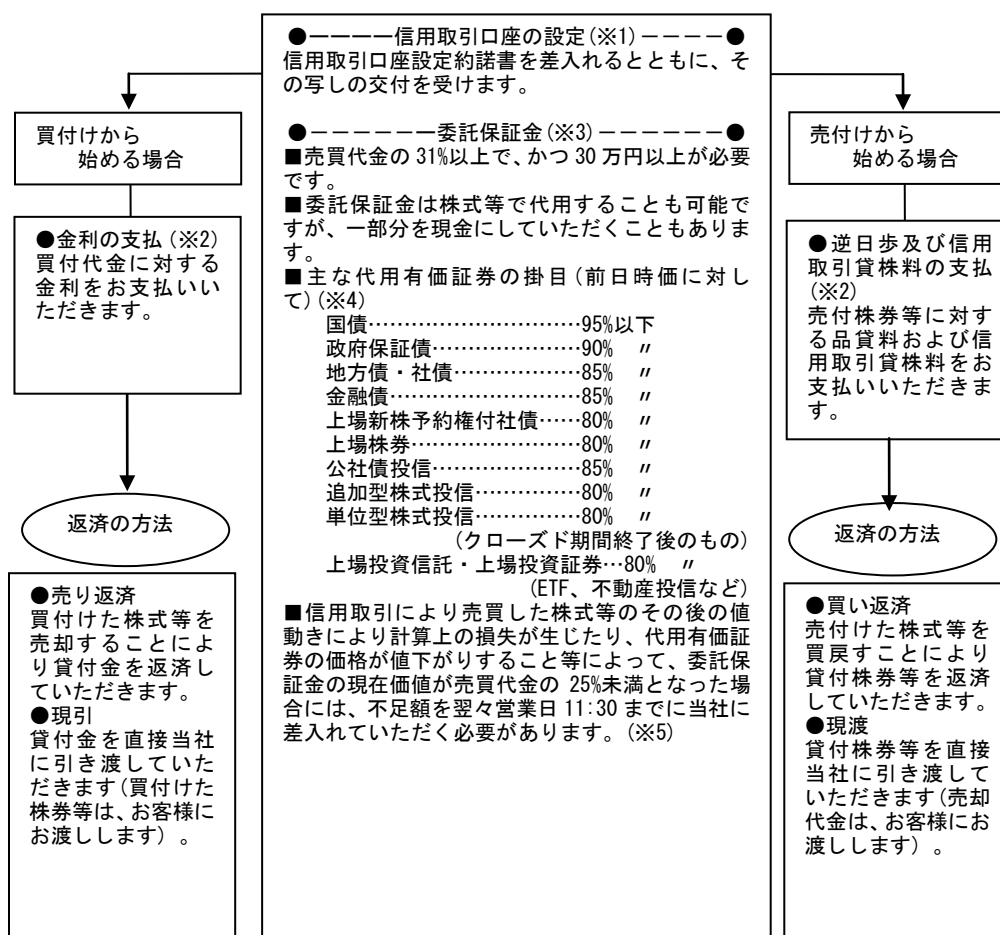 ●－－－－信用取引口座の設定(※1)－－－－●
信用取引口座設定約諾書を差入れるとともに、そ
の写しの交付を受けます。
●－－－－－－委託保証金(※3)－－－－－－●
■売買代金の 31%以上で、かつ 30 万円以上が必要
です。
■委託保証金は株式等で代用することも可能で
すが、一部分を現金にしていただくこともありま
す。
■主な代用有価証券の掛目(前日時価に対し
て)(※4)
国債…………………………95%以下
政府保証債…………………90% 〃
地方債・社債………………85% 〃
金融債………………………85% 〃
上場新株予約権付社債……80% 〃
上場株券……………………80% 〃
公社債投信…………………85% 〃
追加型株式投信……………80% 〃
単位型株式投信……………80% 〃
(クローズド期間終了後のもの)
上場投資信託・上場投資証券…80% 〃
(ETF、不動産投信など)
■信用取引により売買した株式等のその後の値
動きにより計算上の損失が生じたり、代用有価証
券の価格が値下がりすること等によって、委託保
証金の現在価値が売買代金の 25%未満となった場
合には、不足額を翌々営業日 11:30 までに当社に
差入れていただく必要があります。(※5)
買付けから
始める場合
●金利の支払(※2)
買付代金に対する
金利をお支払いい
ただきます。
返済の方法
●売り返済
買付けた株式等を
売却することによ
り貸付金を返済し
ていただきます。
●現引
貸付金を直接当社
に引き渡していた
だきます(買付けた
株券等は、お客様に
お渡しします) 。
売付けから
始める場合
●逆日歩及び信用
取引貸株料の支払
(※2)
売付株券等に対す
る品貸料および信
用取引貸株料をお
支払いいただきま
す。
返済の方法
●買い返済
売付けた株式等を
買戻すことにより
貸付株券等を返済
していただきます。
●現渡
貸付株券等を直接
当社に引き渡して
いただきます(売却
代金は、お客様にお
渡しします) 。